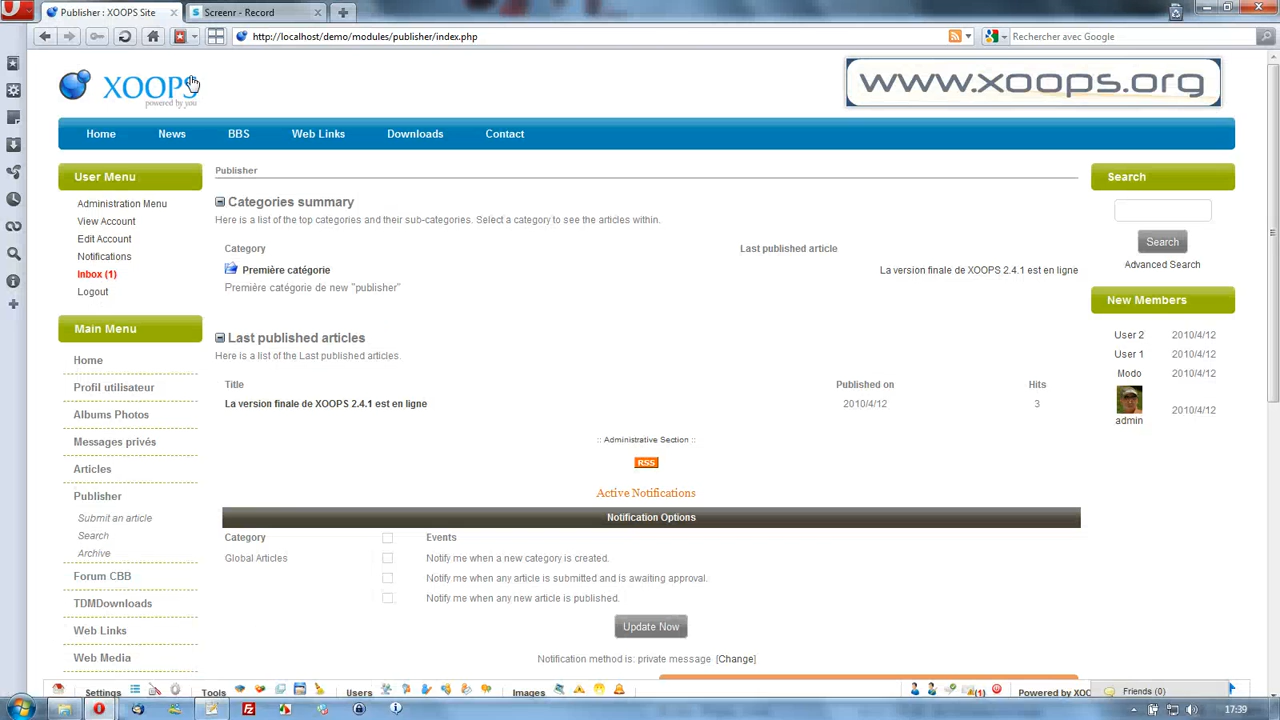 Publisher : XOOPS Site
Screenr - Record
http://localhost/demo/modules/publisher/index.php
Rechercher avec Google
XOOPS
powered by you
www.xoops.org
Home News BBS Web Links Downloads Contact
User Menu
Administration Menu
View Account
Edit Account
Notifications
Inbox (1)
Logout
Main Menu
Home
Profil utilisateur
Albums Photos
Messages privés
Articles
Publisher
Submit an article
Search
Archive
Forum CBB
TDMDownloads
Web Links
Web Media
Publisher
Categories summary
Here is a list of the top categories and their sub-categories. Select a category to see the articles within.
Category Last published article
Première catégorie La version finale de XOOPS 2.4.1 est en ligne
Première catégorie de new "publisher"
Last published articles
Here is a list of the Last published articles.
Title Published on Hits
La version finale de XOOPS 2.4.1 est en ligne 2010/4/12 3
:: Administrative Section ::
RSS
Active Notifications
Notification Options
Category Events
Global Articles Notify me when a new category is created.
Notify me when any article is submitted and is awaiting approval.
Notify me when any new article is published.
Update Now
Notification method is: private message [Change]
Search
Search
Advanced Search
New Members
User 2 2010/4/12
User 1 2010/4/12
Modo 2010/4/12
admin 2010/4/12
Settings Tools Users Images (1) Powered by XOO
Friends (0)
17:39